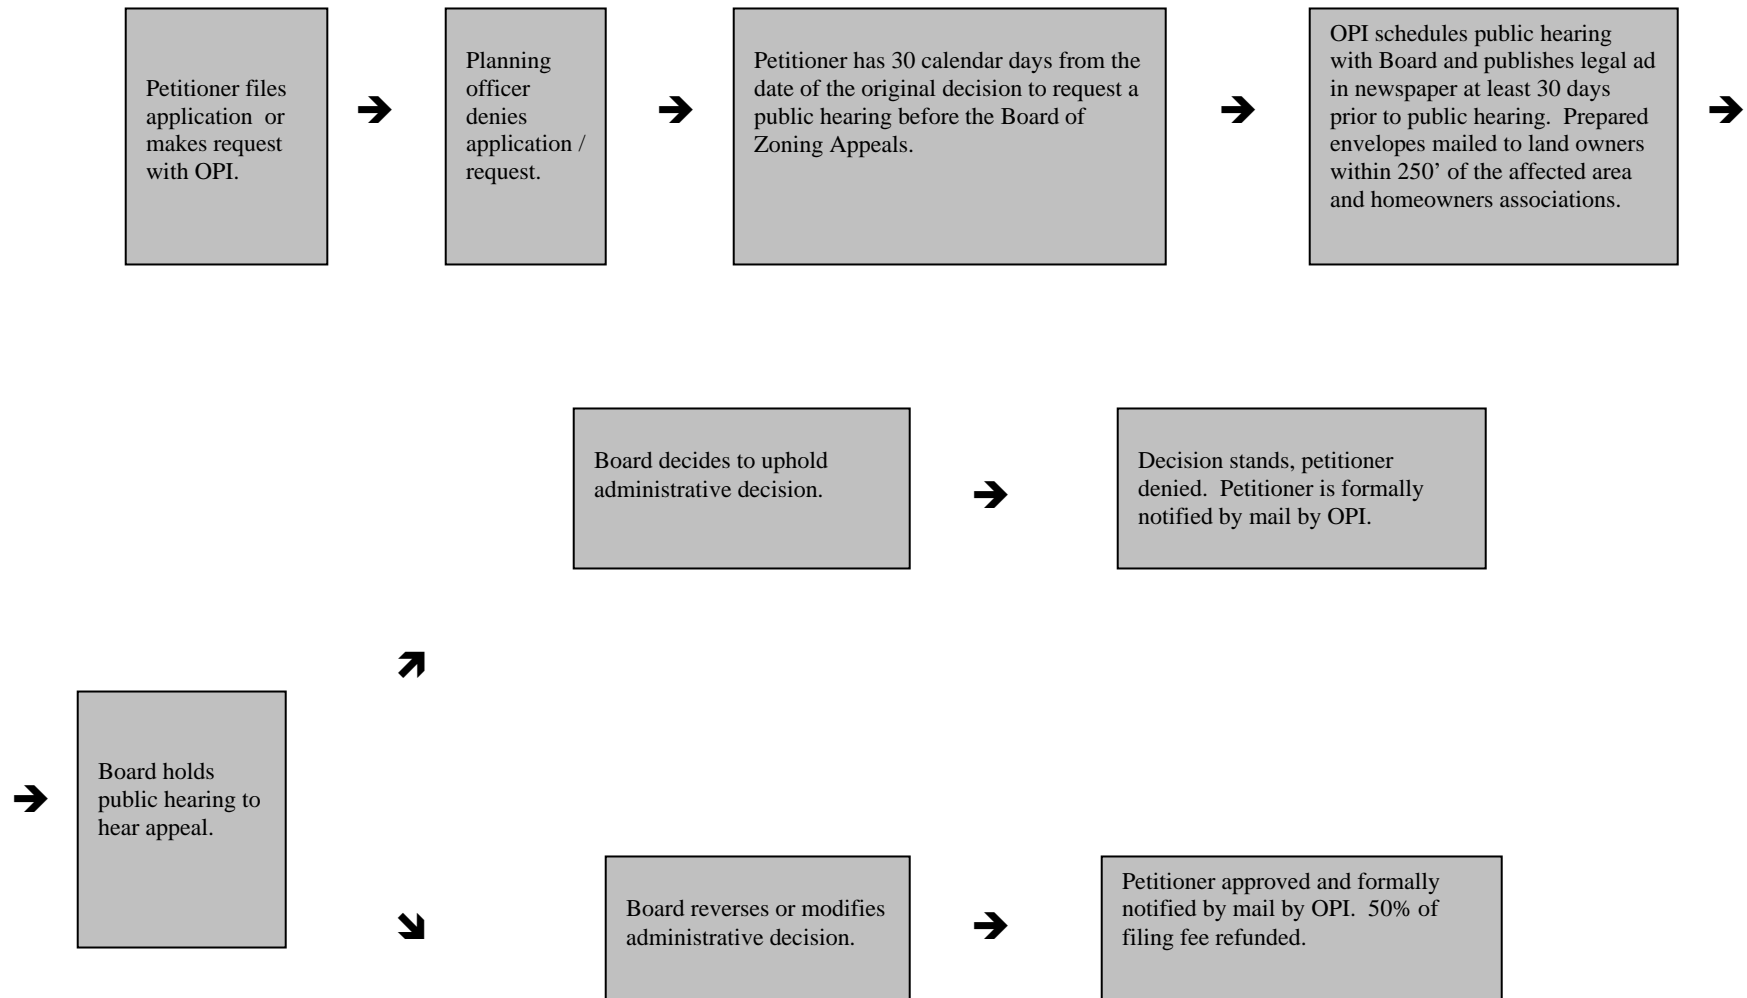 Petitioner files
application  or
makes request
with OPI.
Planning
officer
denies
application /
request.
Petitioner has 30 calendar days from the
date of the original decision to request a
public hearing before the Board of
Zoning Appeals.
OPI schedules public hearing
with Board and publishes legal ad
in newspaper at least 30 days
prior to public hearing.  Prepared
envelopes mailed to land owners
within 250’ of the affected area
and homeowners associations.
Board decides to uphold
administrative decision.
Decision stands, petitioner
denied.  Petitioner is formally
notified by mail by OPI.
Board holds
public hearing to
hear appeal.
Board reverses or modifies
administrative decision.
Petitioner approved and formally
notified by mail by OPI.  50% of
filing fee refunded.